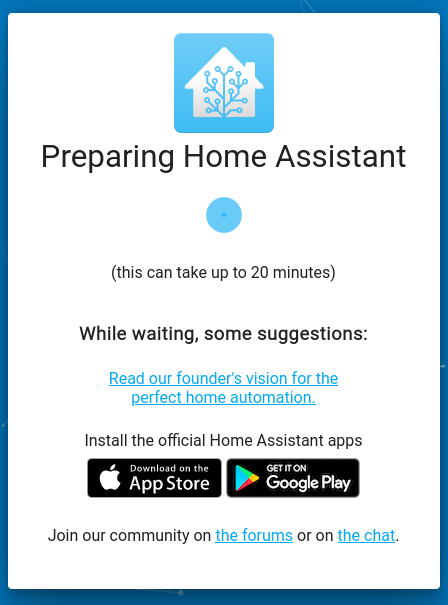 Preparing Home Assistant
(this can take up to 20 minutes)
While waiting, some suggestions:
Read our founder's vision for the
perfect home automation.
Install the official Home Assistant apps
Download on the
App Store
GET IT ON
Google Play
Join our community on the forums or on the chat.